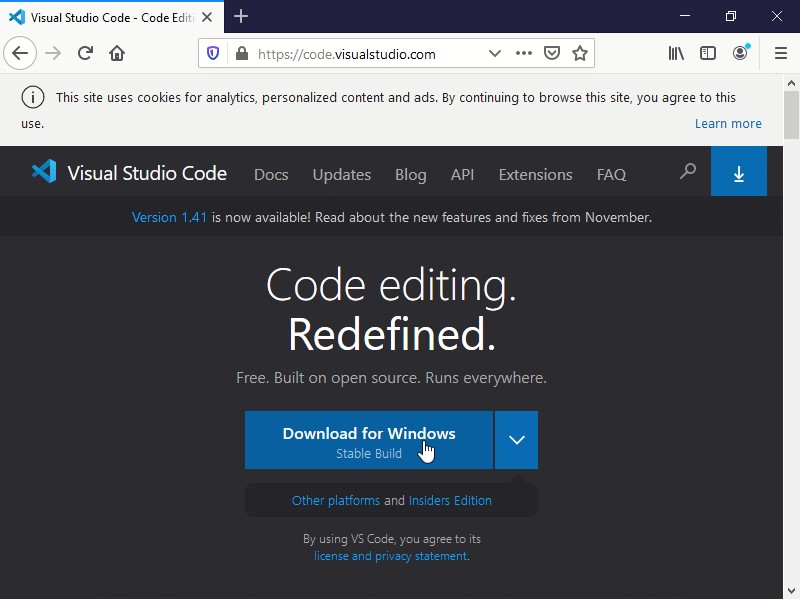 Visual Studio Code - Code Edit
https://code.visualstudio.com
This site uses cookies for analytics, personalized content and ads. By continuing to browse this site, you agree to this
use.
Learn more
Visual Studio Code Docs Updates Blog API Extensions FAQ
Version 1.41 is now available! Read about the new features and fixes from November.
Code editing.
Redefined.
Free. Built on open source. Runs everywhere.
Download for Windows
Stable Build
Other platforms and Insiders Edition
By using VS Code, you agree to its
license and privacy statement.